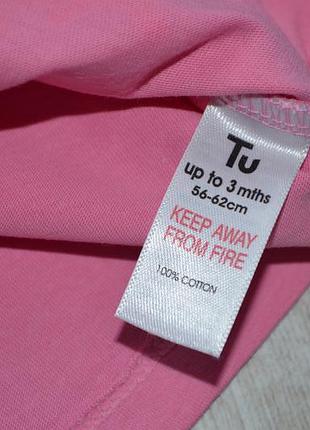 Tu
up to 3 mths
56-62cm
KEEP AWAY
FROM FIRE
100% COTTON